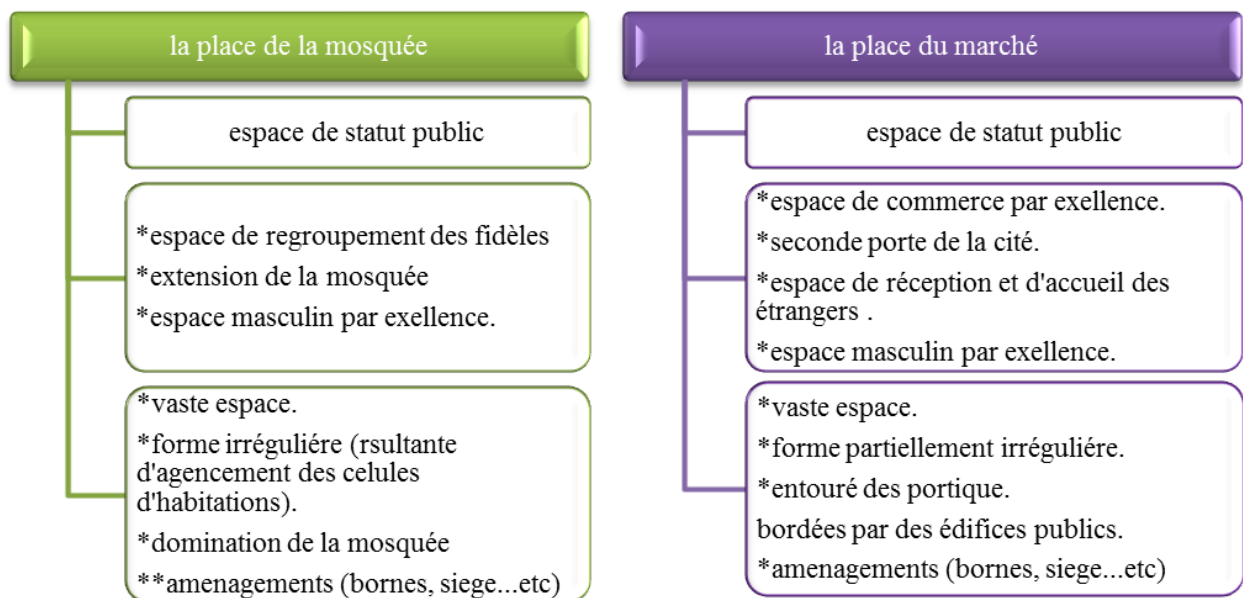 la place de la mosquée
espace de statut public
*espace de regroupement des fidèles
*extension de la mosquée
*espace masculin par exellence.
*vaste espace.
*forme irréguliére (rsultante
d'agencement des celules
d'habitations).
*domination de la mosquée
**amenagements (bornes, siege...etc)
la place du marché
espace de statut public
*espace de commerce par exellence.
*seconde porte de la cité.
*espace de réception et d'accueil des
étrangers .
*espace masculin par exellence.
*vaste espace.
*forme partiellement irréguliére.
*entouré des portique.
bordées par des édifices publics.
*amenagements (bornes, siege...etc)